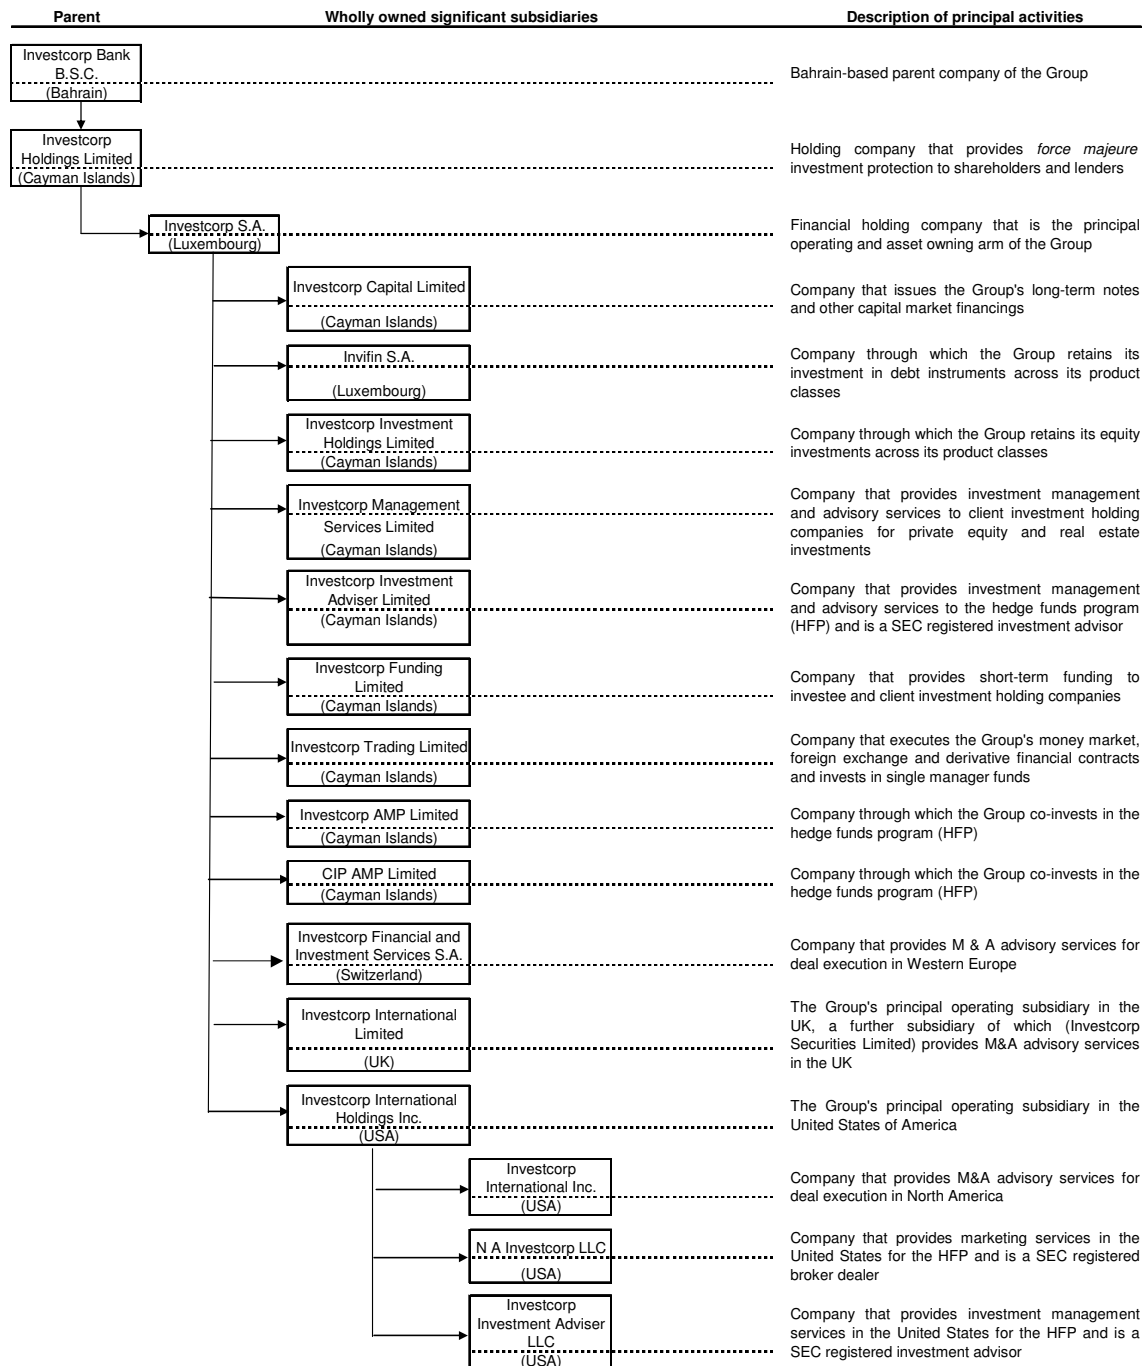 Parent Wholly owned significant subsidiaries Description of principal activities
Investcorp Bank
B.S.C.
(Bahrain)
Bahrain-based parent company of the Group
Investcorp
Holdings Limited
(Cayman Islands)
Holding company that provides force majeure
investment protection to shareholders and lenders
Investcorp S.A.
(Luxembourg)
Financial holding company that is the principal
operating and asset owning arm of the Group
Investcorp Capital Limited
(Cayman Islands)
Company that issues the Group's long-term notes
and other capital market financings
Invifin S.A.
(Luxembourg)
Company through which the Group retains its
investment in debt instruments across its product
classes
Investcorp Investment
Holdings Limited
(Cayman Islands)
Company through which the Group retains its equity
investments across its product classes
Investcorp Management
Services Limited
(Cayman Islands)
Company that provides investment management
and advisory services to client investment holding
companies for private equity and real estate
investments
Investcorp Investment
Adviser Limited
(Cayman Islands)
Company that provides investment management
and advisory services to the hedge funds program
(HFP) and is a SEC registered investment advisor
Investcorp Funding
Limited
(Cayman Islands)
Company that provides short-term funding to
investee and client investment holding companies
Investcorp Trading Limited
(Cayman Islands)
Company that executes the Group's money market,
foreign exchange and derivative financial contracts
and invests in single manager funds
Investcorp AMP Limited
(Cayman Islands)
Company through which the Group co-invests in the
hedge funds program (HFP)
CIP AMP Limited
(Cayman Islands)
Company through which the Group co-invests in the
hedge funds program (HFP)
Investcorp Financial and
Investment Services S.A.
(Switzerland)
Company that provides M & A advisory services for
deal execution in Western Europe
Investcorp International
Limited
(UK)
The Group's principal operating subsidiary in the
UK, a further subsidiary of which (Investcorp
Securities Limited) provides M&A advisory services
in the UK
Investcorp International
Holdings Inc.
(USA)
The Group's principal operating subsidiary in the
United States of America
Investcorp
International Inc.
(USA)
Company that provides M&A advisory services for
deal execution in North America
N A Investcorp LLC
(USA)
Company that provides marketing services in the
United States for the HFP and is a SEC registered
broker dealer
Investcorp
Investment Adviser
LLC
(USA)
Company that provides investment management
services in the United States for the HFP and is a
SEC registered investment advisor